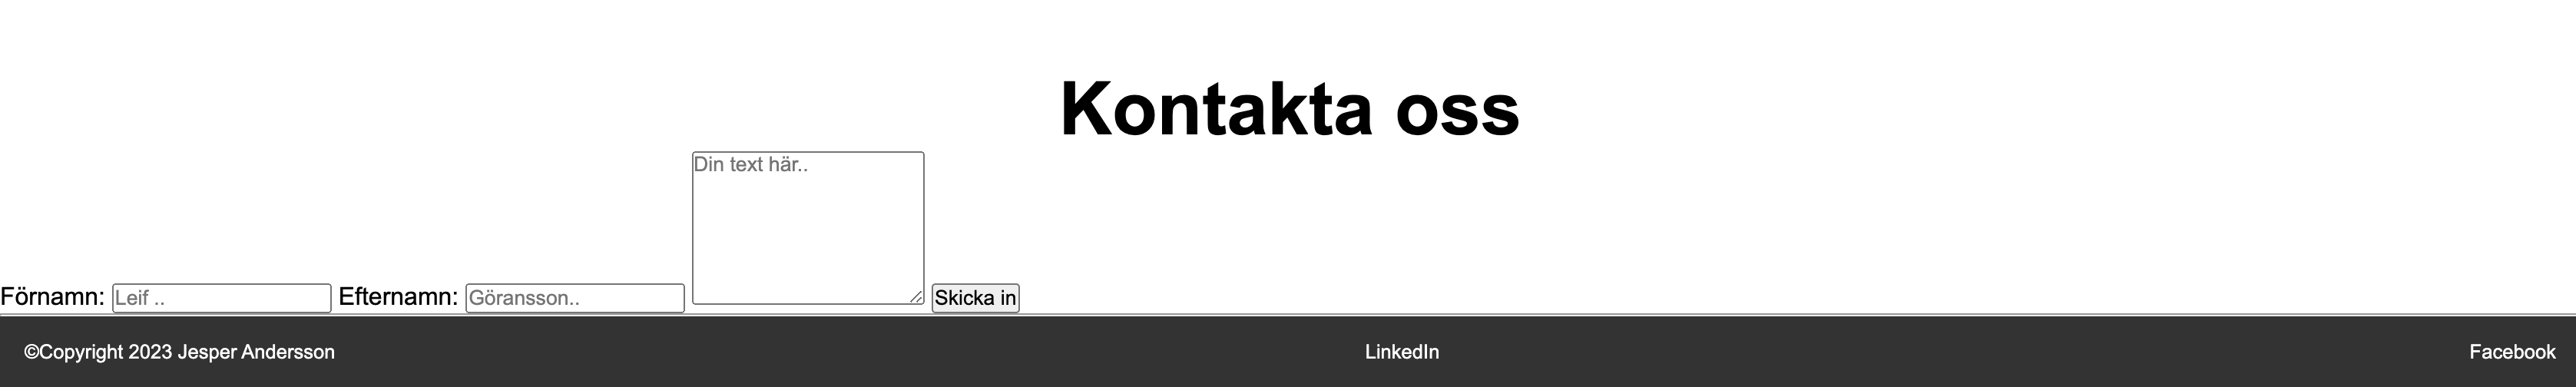 Kontakta oss
Din text här..
Förnamn: Leif .. Efternamn: Göransson.. Skicka in
©Copyright 2023 Jesper Andersson LinkedIn Facebook